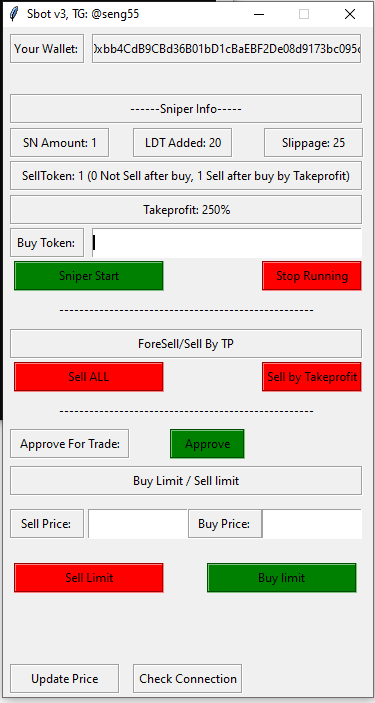 Sbot v3, TG: @seng55
Your Wallet: 0xbb4CdB9CBd36B01bD1cBaEBF2De08d9173bc095c
------Sniper Info-----
SN Amount: 1 LDT Added: 20 Slippage: 25
SellToken: 1 (0 Not Sell after buy, 1 Sell after buy by Takeprofit)
Takeprofit: 250%
Buy Token:
Sniper Start Stop Running
---------------------------------------------------
ForeSell/Sell By TP
Sell ALL Sell by Takeprofit
---------------------------------------------------
Approve For Trade: Approve
Buy Limit / Sell limit
Sell Price: Buy Price:
Sell Limit Buy limit
Update Price Check Connection